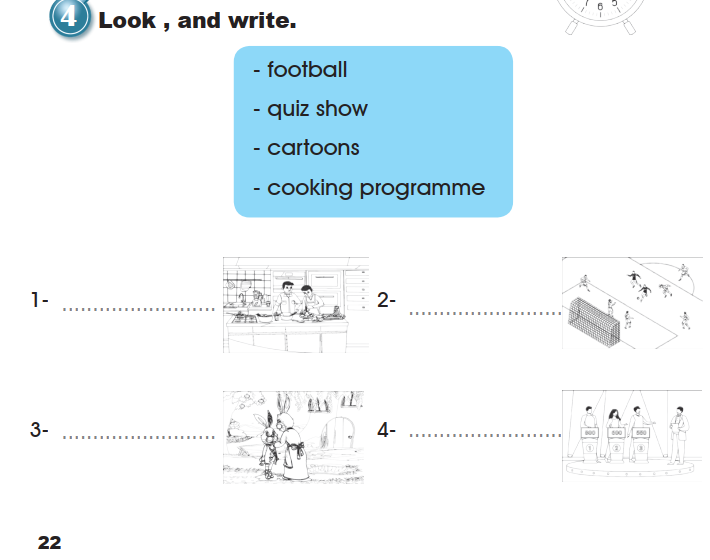 4 Look , and write.
- football
- quiz show
- cartoons
- cooking programme
1- ..........................
2- ..........................
3- ..........................
4- ..........................
22